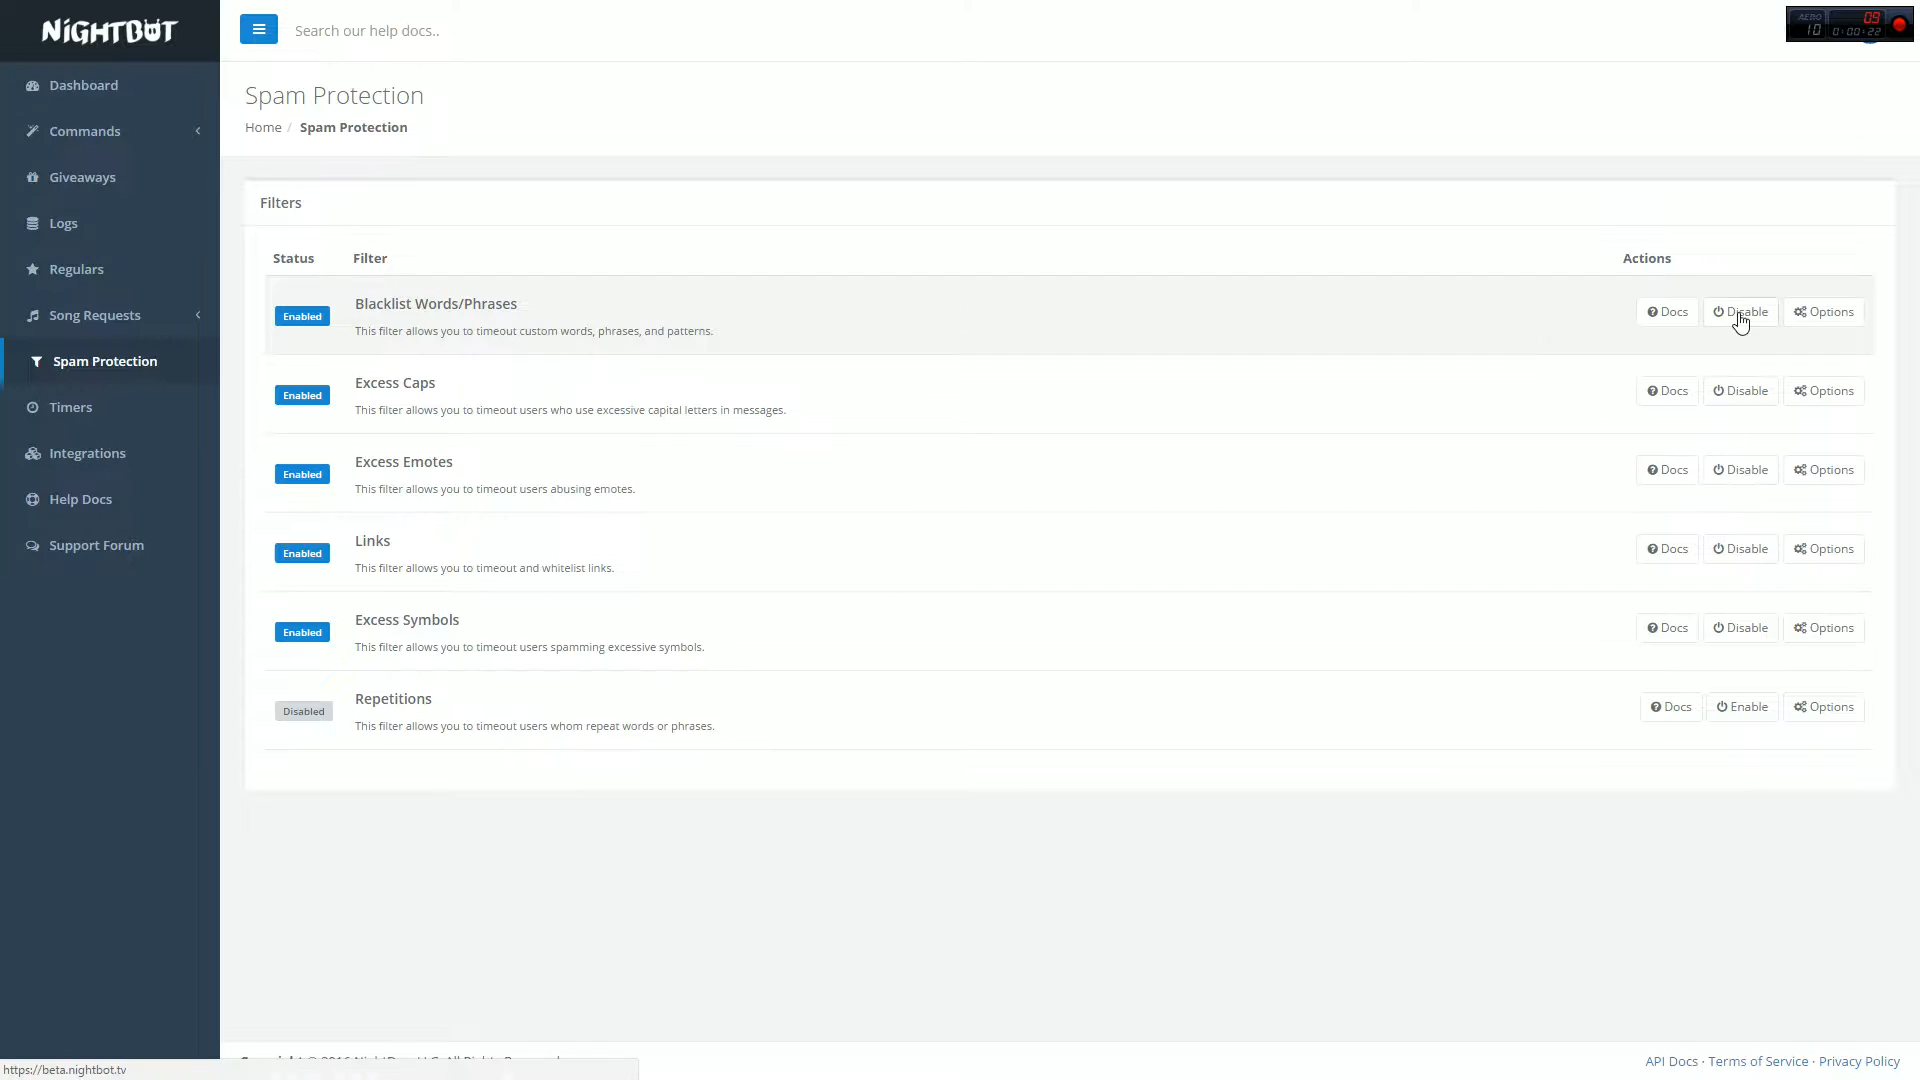 NIGHTBOT
Search our help docs..
AERO 09
10 0:00:22
Dashboard
Commands
Giveaways
Logs
Regulars
Song Requests
Spam Protection
Timers
Integrations
Help Docs
Support Forum
Spam Protection
Home / Spam Protection
Filters
Status Filter Actions
Enabled Blacklist Words/Phrases Docs Disable Options
This filter allows you to timeout custom words, phrases, and patterns.
Enabled Excess Caps Docs Disable Options
This filter allows you to timeout users who use excessive capital letters in messages.
Enabled Excess Emotes Docs Disable Options
This filter allows you to timeout users abusing emotes.
Enabled Links Docs Disable Options
This filter allows you to timeout and whitelist links.
Enabled Excess Symbols Docs Disable Options
This filter allows you to timeout users spamming excessive symbols.
Disabled Repetitions Docs Enable Options
This filter allows you to timeout users whom repeat words or phrases.
API Docs · Terms of Service · Privacy Policy
https://beta.nightbot.tv